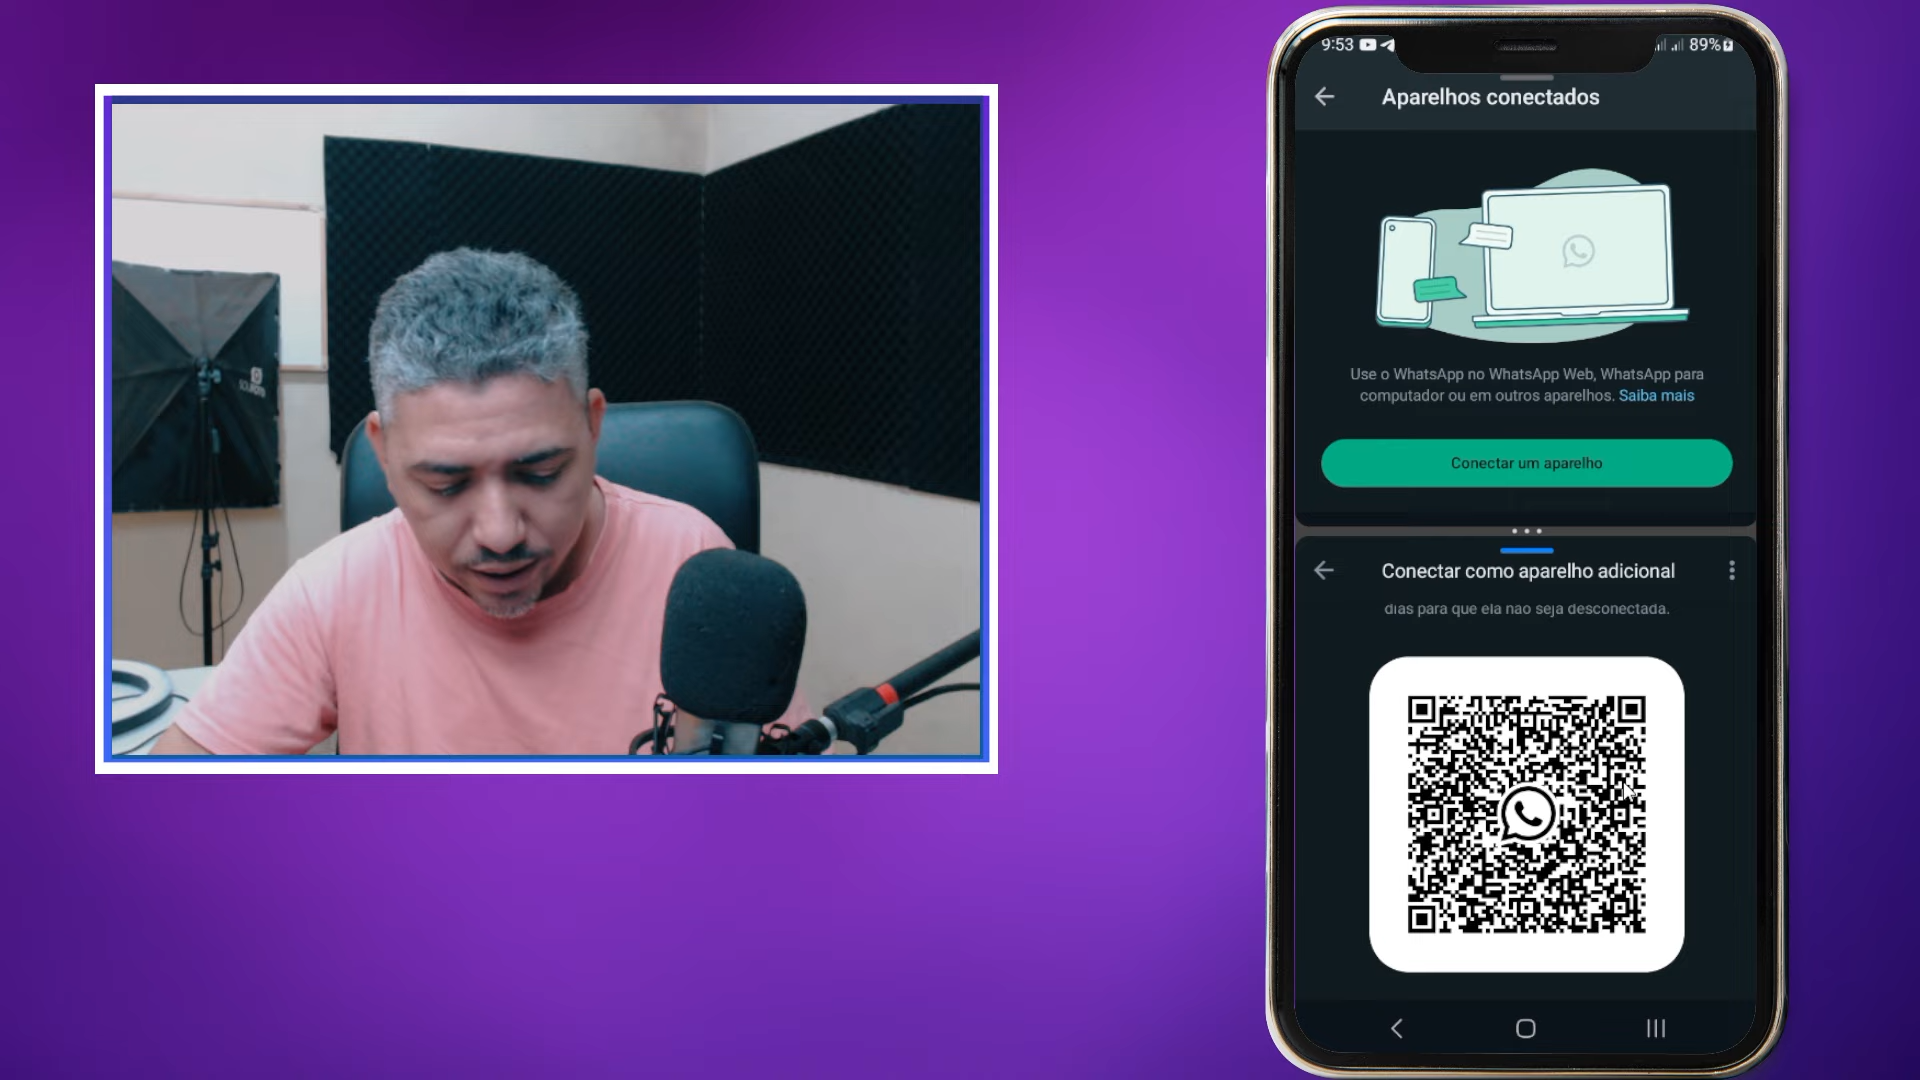 9:53
89%
Aparelhos conectados
Use o WhatsApp no WhatsApp Web, WhatsApp para
computador ou em outros aparelhos. Saiba mais
Conectar um aparelho
Conectar como aparelho adicional
dias para que ela não seja desconectada.